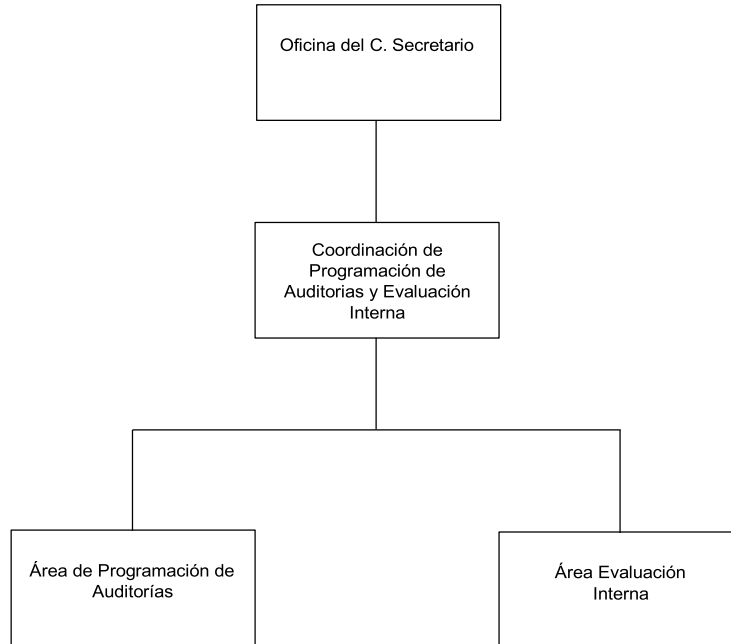 Oficina del C. Secretario
Coordinación de
Programación de
Auditorias y Evaluación
Interna
Área de Programación de
Auditorías
Área Evaluación
Interna